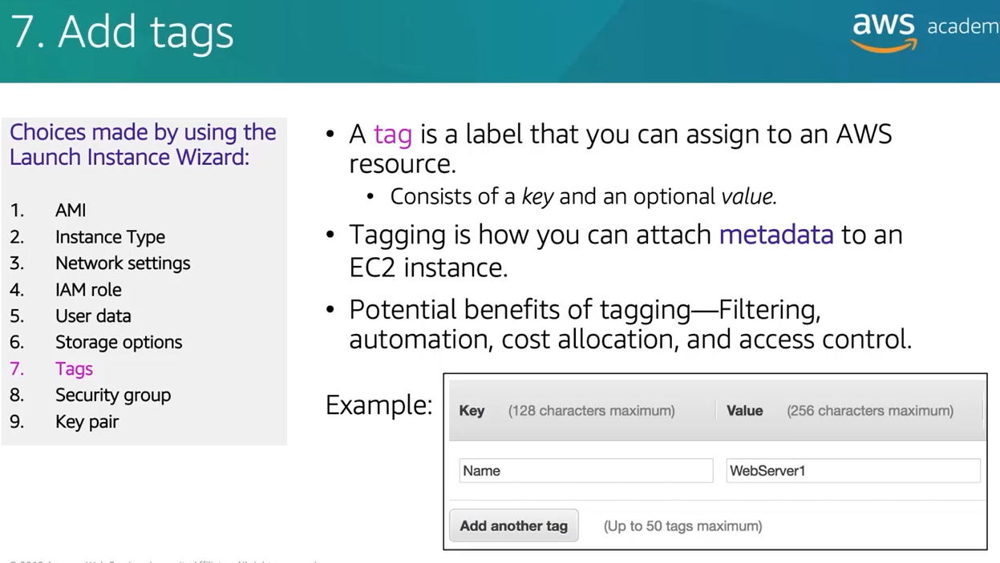 7. Add tags
aws academ
Choices made by using the
Launch Instance Wizard:
1. AMI
2. Instance Type
3. Network settings
4. IAM role
5. User data
6. Storage options
7. Tags
8. Security group
9. Key pair
• A tag is a label that you can assign to an AWS
resource.
• Consists of a key and an optional value.
• Tagging is how you can attach metadata to an
EC2 instance.
• Potential benefits of tagging—Filtering,
automation, cost allocation, and access control.
Example:
Key (128 characters maximum) Value (256 characters maximum)
Name WebServer1
Add another tag (Up to 50 tags maximum)